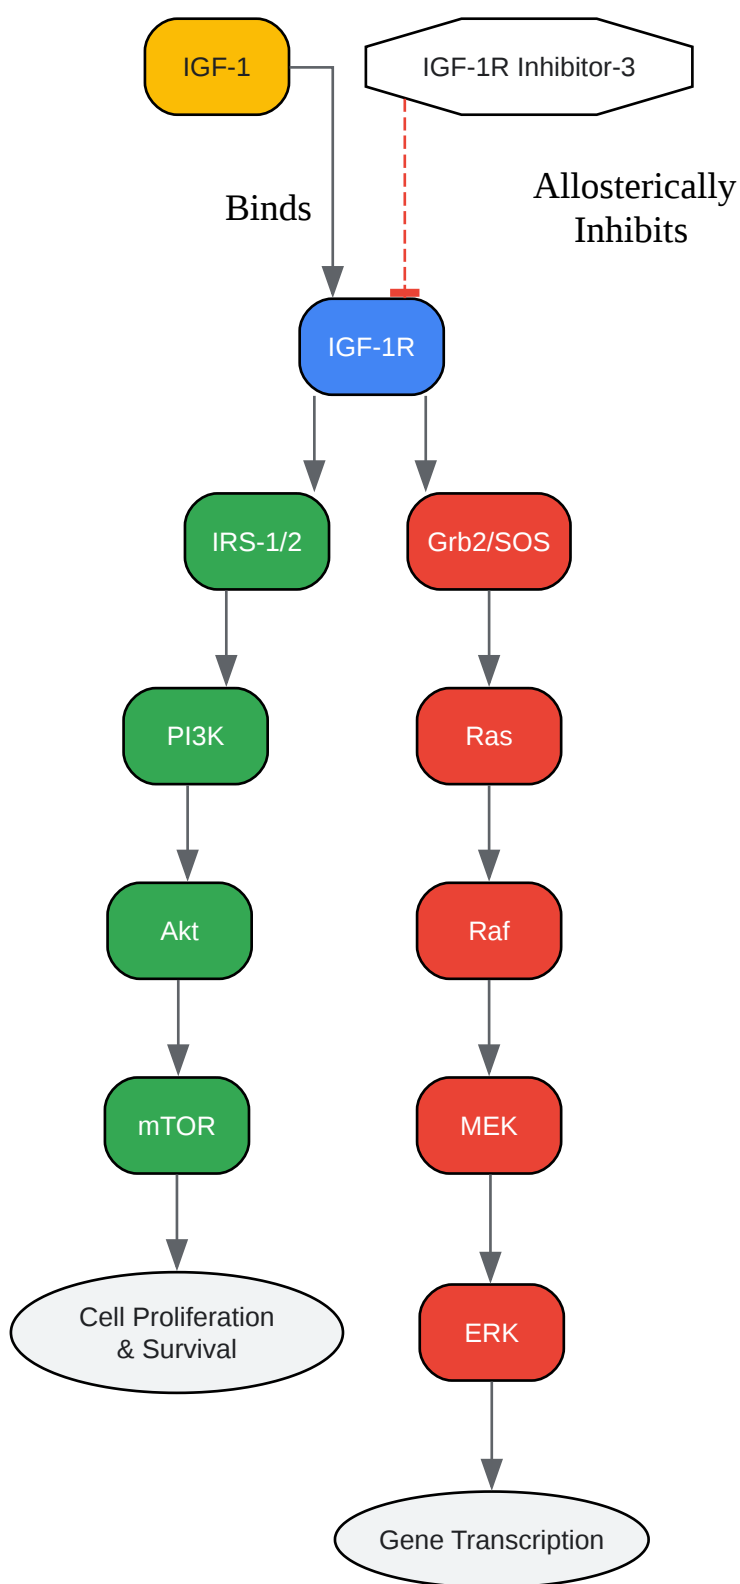 IGF-1
IGF-1R Inhibitor-3
Binds
Allosterically
Inhibits
IGF-1R
IRS-1/2
Grb2/SOS
PI3K
Ras
Akt
Raf
mTOR
MEK
Cell Proliferation
& Survival
ERK
Gene Transcription